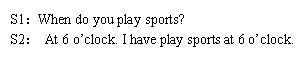 S1: When do you play sports?
S2: At 6 o'clock. I have play sports at 6 o'clock.